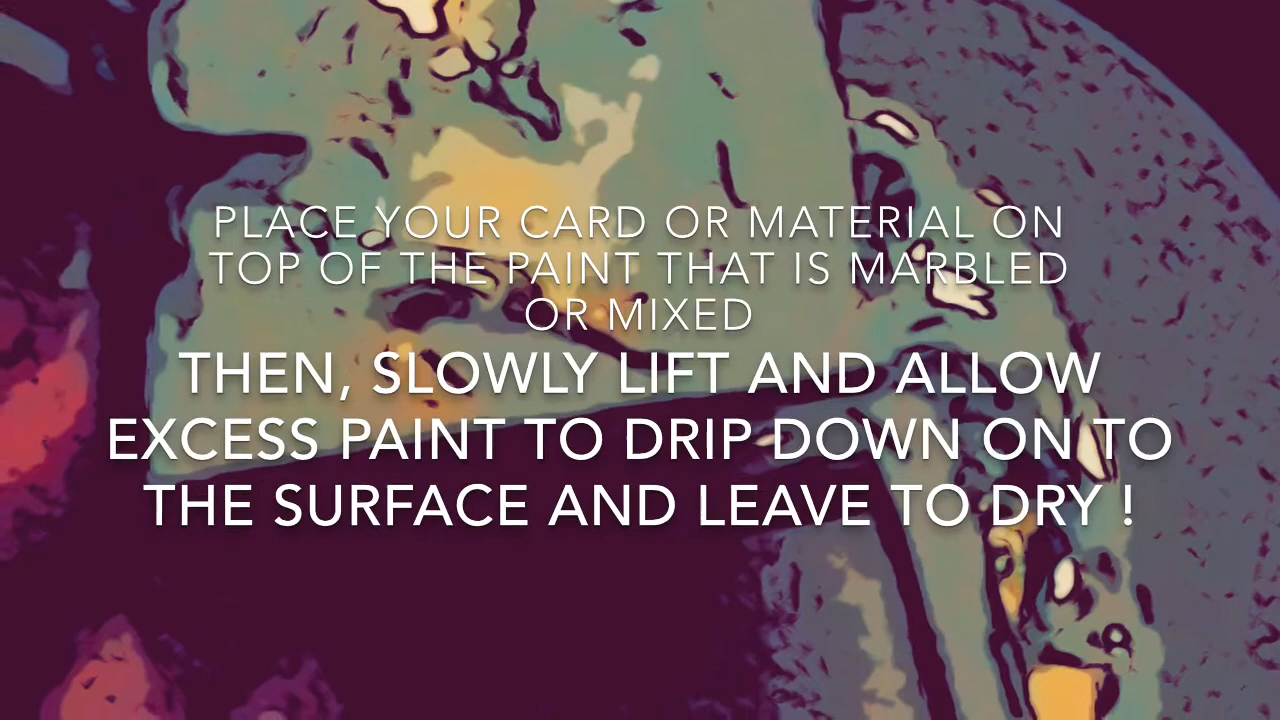 PLACE YOUR CARD OR MATERIAL ON
TOP OF THE PAINT THAT IS MARBLED
OR MIXED
THEN, SLOWLY LIFT AND ALLOW
EXCESS PAINT TO DRIP DOWN ON TO
THE SURFACE AND LEAVE TO DRY !